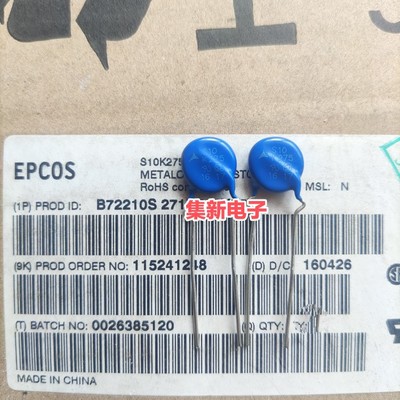 EPCOS
S10K275
METALO
RoHS com
MSL: N
(1P) PROD ID: B72210S 271
集新电子
(9K) PROD ORDER NO: 115241248
(D) D/C: 160426
(T) BATCH NO: 0026385120
(Q) QTY:
MADE IN CHINA